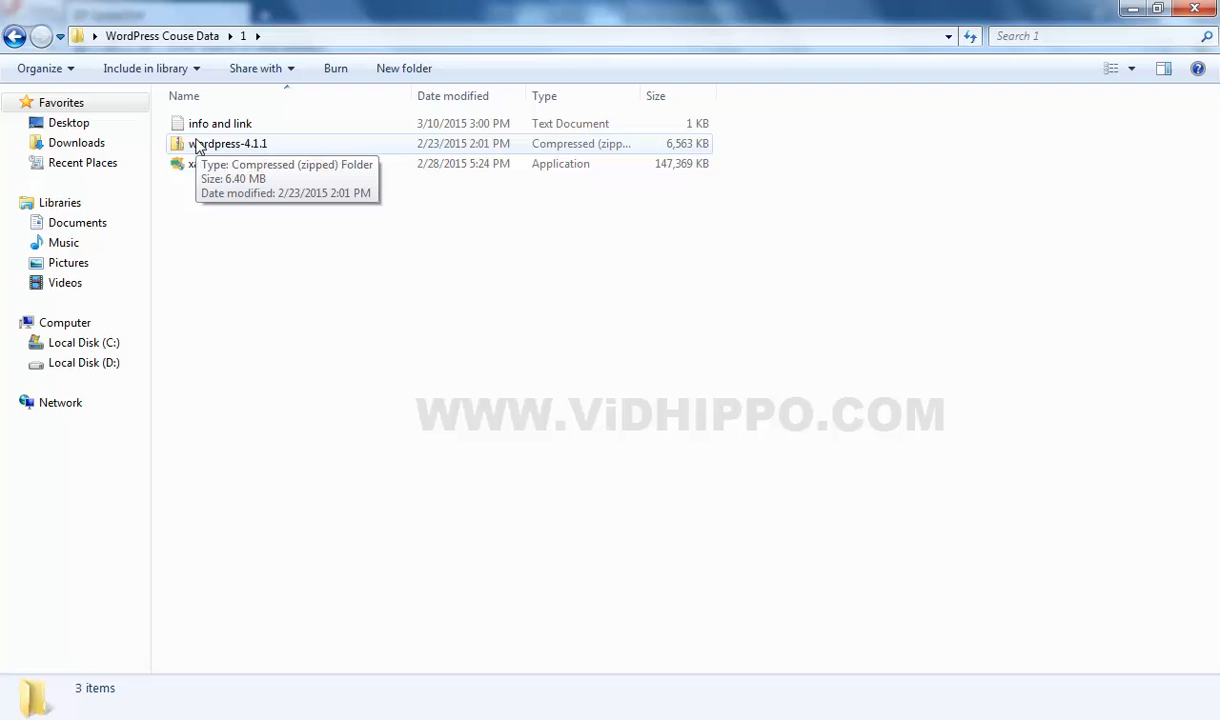 WordPress Couse Data
1
Search 1
Organize
Include in library
Share with
Burn
New folder
Name
Date modified
Type
Size
Favorites
Desktop
Downloads
Recent Places
Libraries
Documents
Music
Pictures
Videos
Computer
Local Disk (C:)
Local Disk (D:)
Network
info and link 3/10/2015 3:00 PM Text Document 1 KB
wordpress-4.1.1 2/23/2015 2:01 PM Compressed (zipp... 6,563 KB
2/28/2015 5:24 PM Application 147,369 KB
Type: Compressed (zipped) Folder
Size: 6.40 MB
Date modified: 2/23/2015 2:01 PM
WWW.ViDHIPPO.COM
3 items